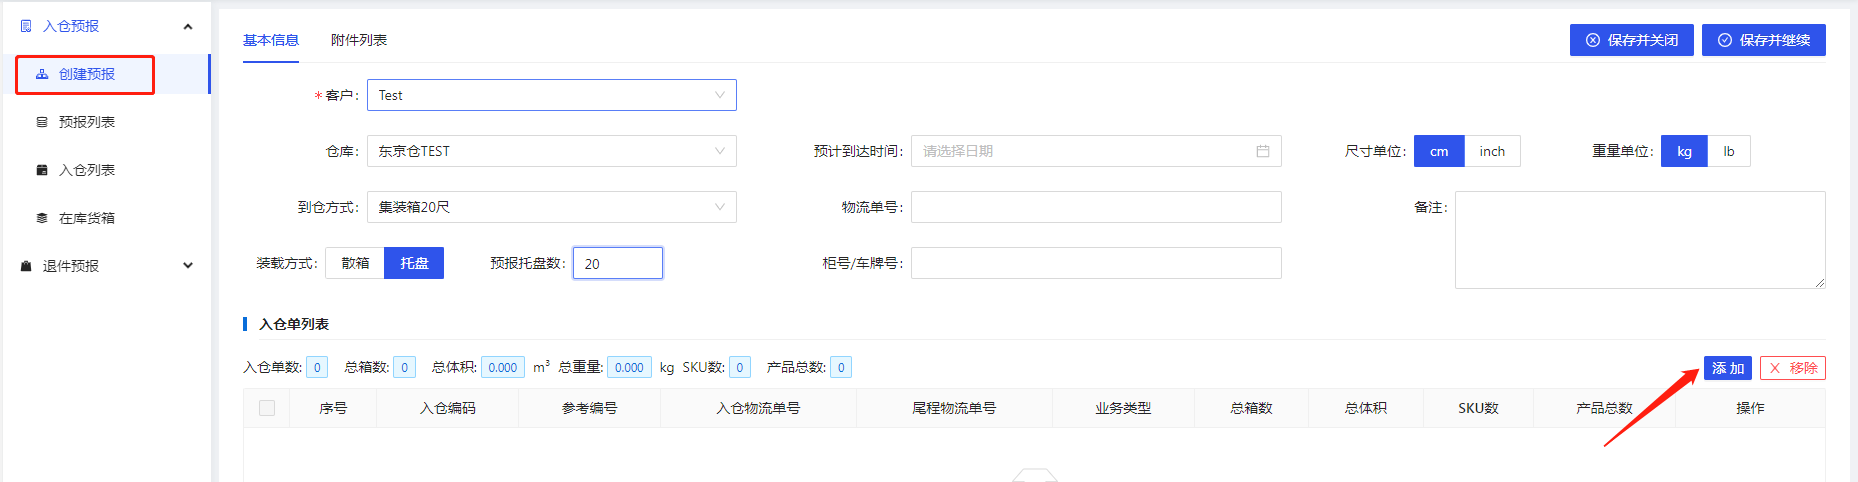 入仓预报
创建预报
预报列表
入仓列表
在库货箱
退件预报
基本信息 附件列表 保存并关闭 保存并继续
*客户: Test
仓库: 东京仓TEST 预计到达时间: 请选择日期 尺寸单位: cm inch 重量单位: kg lb
到仓方式: 集装箱20尺 物流单号: 备注:
装载方式: 散箱 托盘 预报托盘数: 20 柜号/车牌号:
入仓单列表
入仓单数: 0 总箱数: 0 总体积: 0.000 m³ 总重量: 0.000 kg SKU数: 0 产品总数: 0 添加 移除
序号 入仓编码 参考编号 入仓物流单号 尾程物流单号 业务类型 总箱数 总体积 SKU数 产品总数 操作